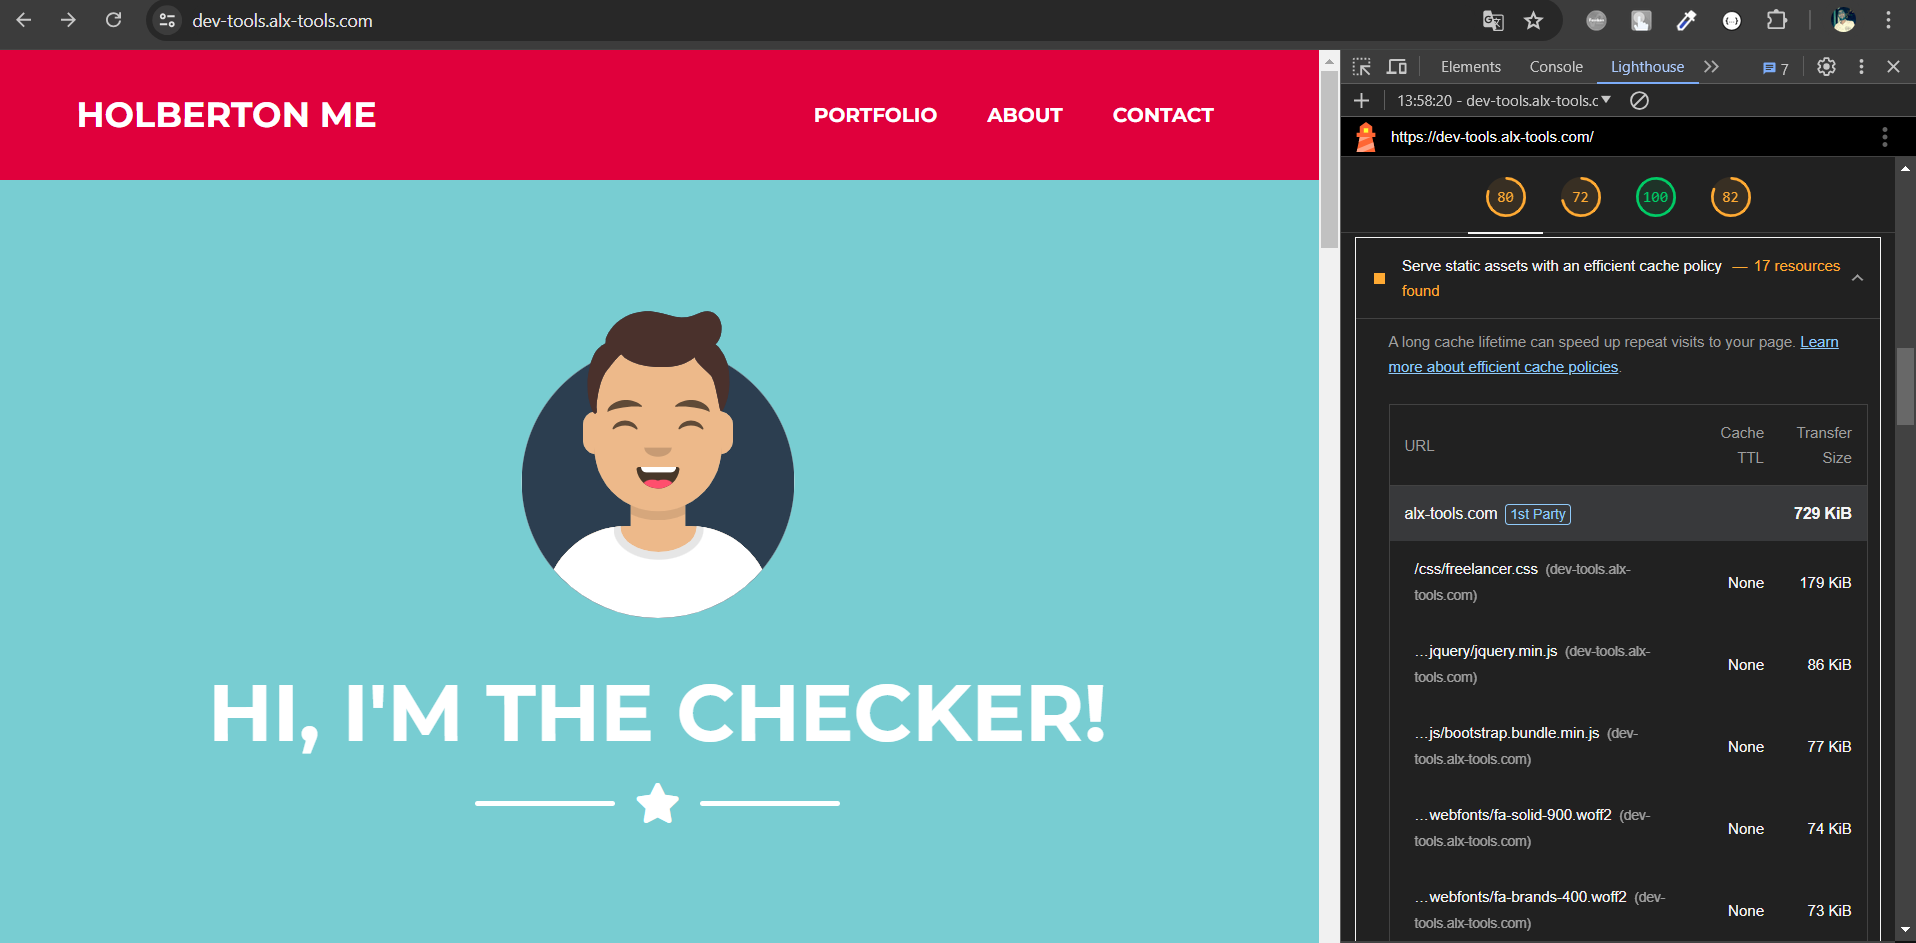 dev-tools.alx-tools.com
HOLBERTON ME
PORTFOLIO ABOUT CONTACT
HI, I'M THE CHECKER!
Elements Console Lighthouse 7
13:58:20 - dev-tools.alx-tools.c
https://dev-tools.alx-tools.com/
80 72 100 82
Serve static assets with an efficient cache policy — 17 resources
found
A long cache lifetime can speed up repeat visits to your page. Learn
more about efficient cache policies.
URL Cache TTL Transfer Size
alx-tools.com 1st Party 729 KiB
/css/freelancer.css (dev-tools.alx-
tools.com) None 179 KiB
…jquery/jquery.min.js (dev-tools.alx-
tools.com) None 86 KiB
…js/bootstrap.bundle.min.js (dev-
tools.alx-tools.com) None 77 KiB
…webfonts/fa-solid-900.woff2 (dev-
tools.alx-tools.com) None 74 KiB
…webfonts/fa-brands-400.woff2 (dev-
tools.alx-tools.com) None 73 KiB